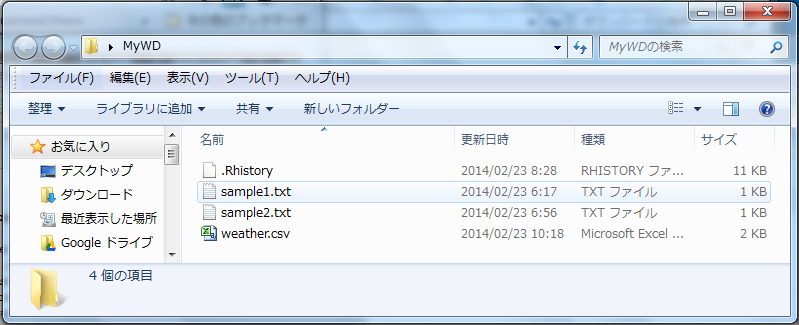 MyWD
MyWDの検索
ファイル(F) 編集(E) 表示(V) ツール(T) ヘルプ(H)
整理 ライブラリに追加 共有 新しいフォルダー
名前 更新日時 種類 サイズ
お気に入り
デスクトップ
ダウンロード
最近表示した場所
Google ドライブ
.Rhistory 2014/02/23 8:28 RHISTORY ファ... 11 KB
sample1.txt 2014/02/23 6:17 TXT ファイル 1 KB
sample2.txt 2014/02/23 6:56 TXT ファイル 1 KB
weather.csv 2014/02/23 10:18 Microsoft Excel ... 2 KB
4 個の項目